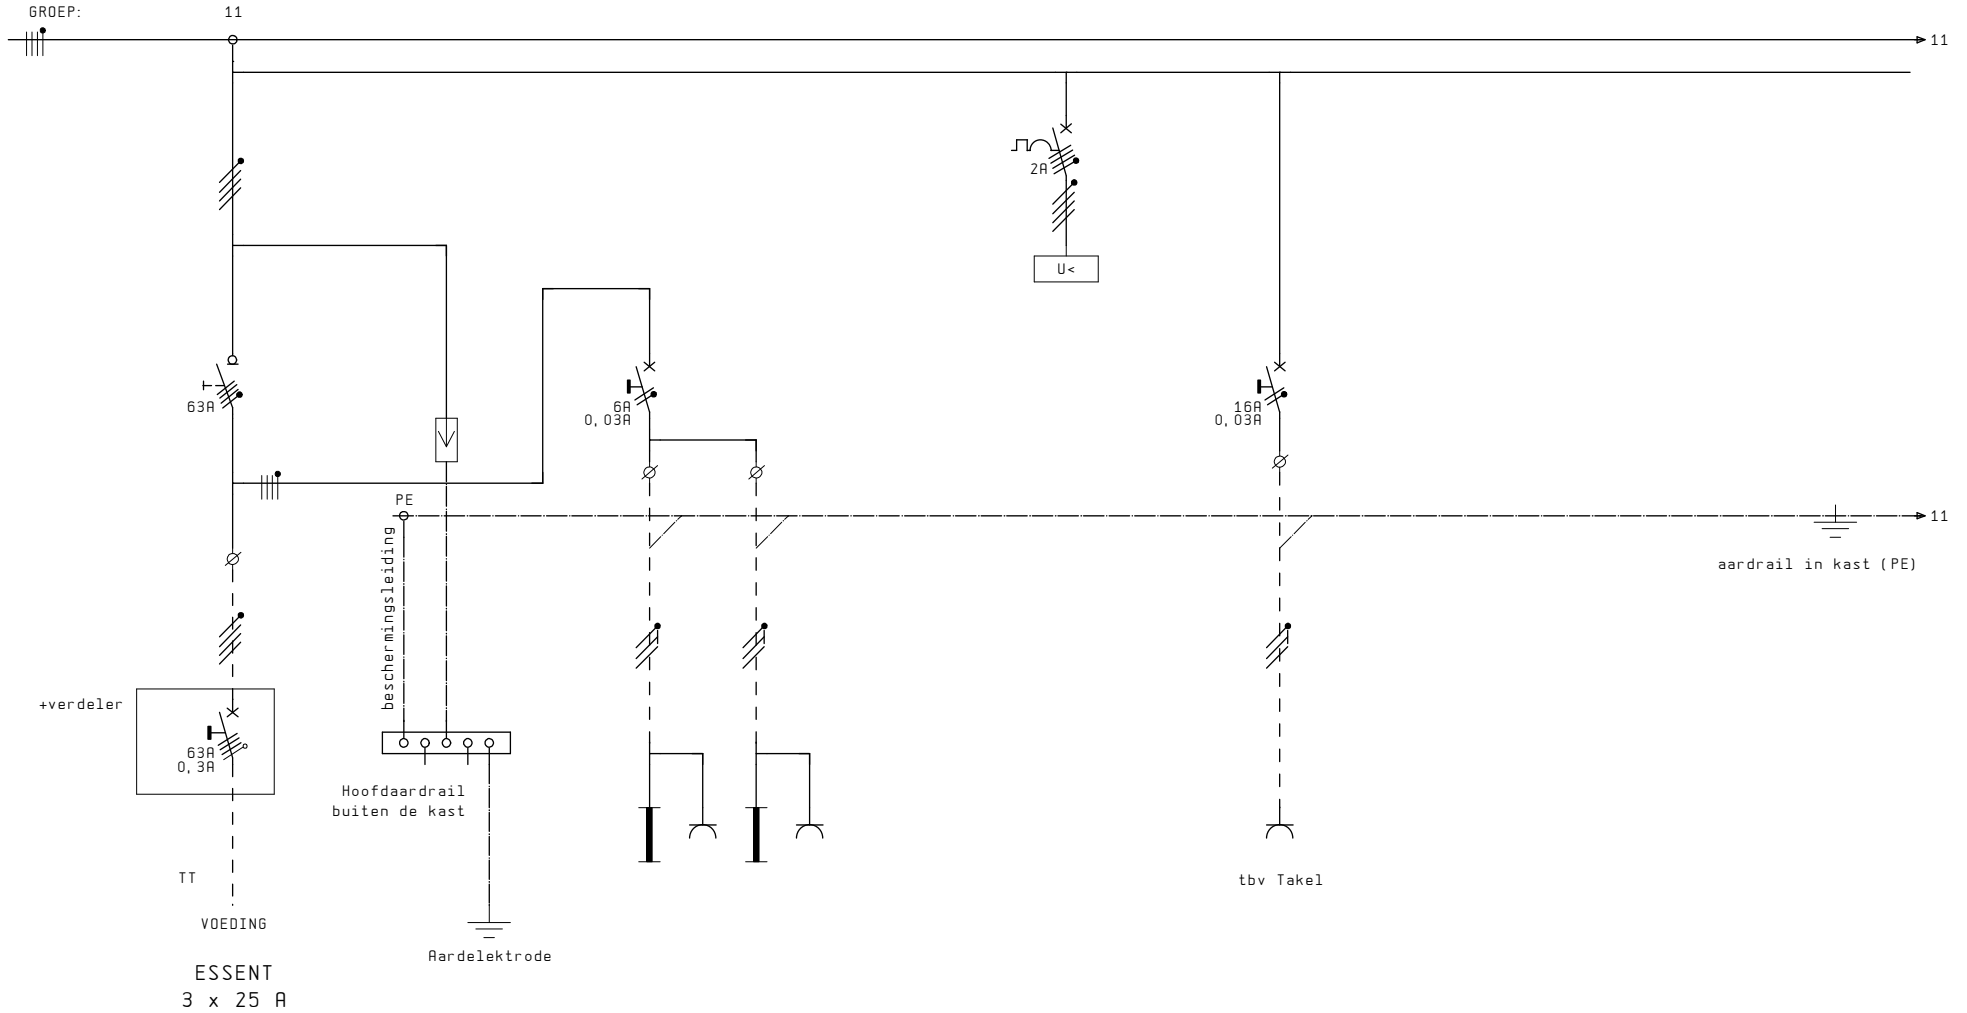 GROEP:
11
11
2A
U<
63A
6A
0,03A
16A
0,03A
PE
11
beschermingsleiding
aardrail in kast (PE)
+verdeler
63A
0,3A
Hoofdaardrail
buiten de kast
TT
tbv Takel
VOEDING
Aardelektrode
ESSENT
3 x 25 A